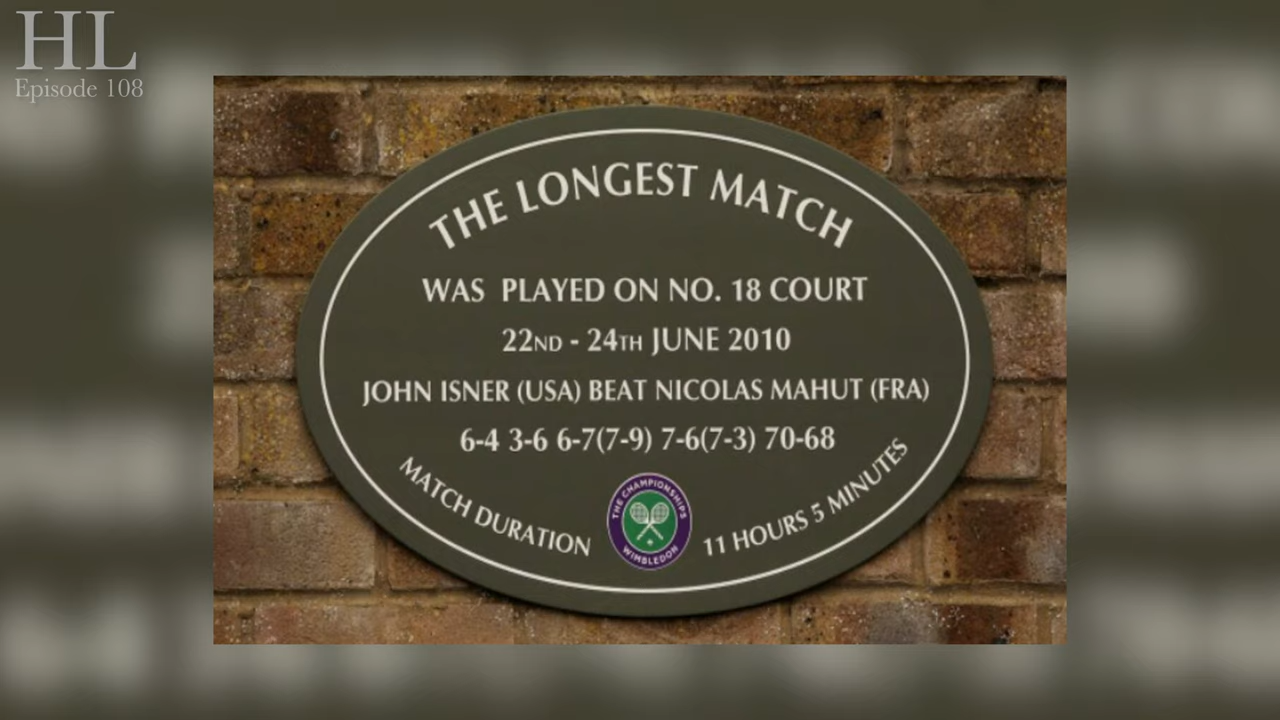 HL
Episode 108
THE LONGEST MATCH
WAS PLAYED ON NO. 18 COURT
22ND - 24TH JUNE 2010
JOHN ISNER (USA) BEAT NICOLAS MAHUT (FRA)
6-4 3-6 6-7(7-9) 7-6(7-3) 70-68
MATCH DURATION
THE CHAMPIONSHIPS
WIMBLEDON
11 HOURS 5 MINUTES